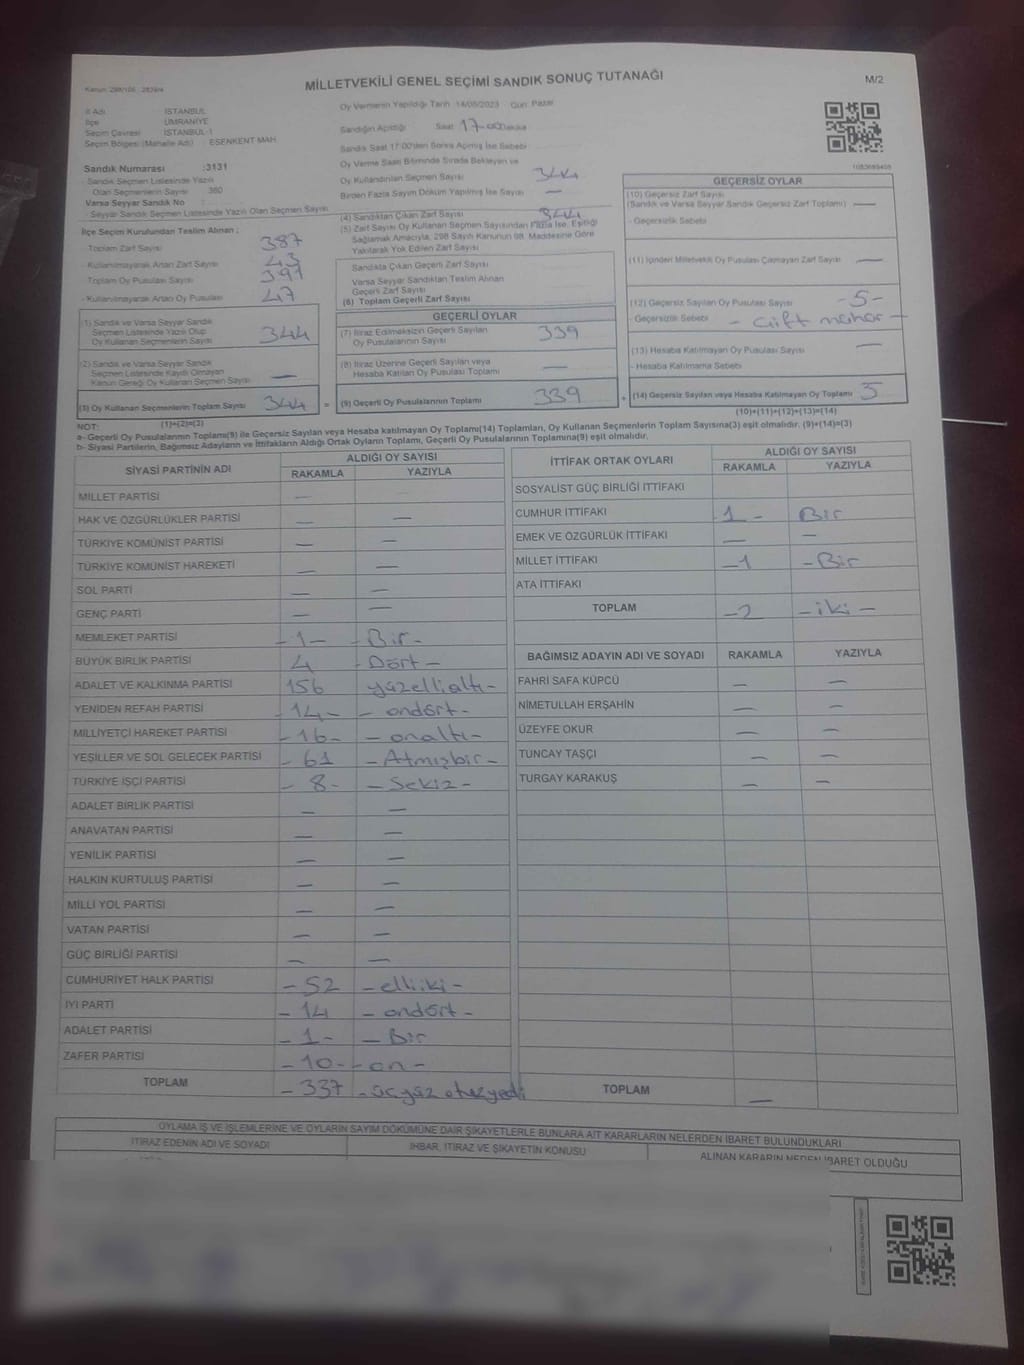 MİLLETVEKİLİ GENEL SEÇİMİ SANDIK SONUÇ TUTANAĞI
M/2
İl Adı : İSTANBUL
İlçe : ÜMRANİYE
Seçim Çevresi : İSTANBUL-1
Seçim Bölgesi (Mahalle Adı) : ESENKENT MAH
Sandık Numarası :3131
- Sandık Seçmen Listesinde Yazılı
Olan Seçmenlerin Sayısı : 380
Varsa Seyyar Sandık No :
- Seyyar Sandık Seçmen Listesinde Yazılı Olan Seçmen Sayısı
İlçe Seçim Kurulundan Teslim Alınan ;
- Toplam Zarf Sayısı 387
- Kullanılmayarak Artan Zarf Sayısı 43
- Toplam Oy Pusulası Sayısı 391
- Kullanılmayarak Artan Oy Pusulası 47
(1) Sandık ve Varsa Seyyar Sandık
Seçmen Listesinde Yazılı Olup
Oy Kullanan Seçmenlerin Sayısı 344
(2) Sandık ve Varsa Seyyar Sandık
Seçmen Listesinde Kaydı Olmayan
Kanun Gereği Oy Kullanan Seçmen Sayısı —
(3) Oy Kullanan Seçmenlerin Toplam Sayısı 344 =
NOT: (1)+(2)=(3)
Oy Vermenin Yapıldığı Tarih 14/05/2023 Gün: Pazar
Sandığın Açıldığı Saat 17:00 Dakika
Sandık Saat 17:00'den Sonra Açılmış İse Sebebi
Oy Verme Saati Bitiminde Sırada Bekleyen ve
Oy Kullandırılan Seçmen Sayısı 344
Birden Fazla Sayım Döküm Yapılmış İse Sayısı —
(4) Sandıktan Çıkan Zarf Sayısı 344
(5) Zarf Sayısı Oy Kullanan Seçmen Sayısından Fazla İse, Eşitliği
Sağlamak Amacıyla, 298 Sayılı Kanunun 98. Maddesine Göre
Yakılarak Yok Edilen Zarf Sayısı
Sandıkta Çıkan Geçerli Zarf Sayısı
Varsa Seyyar Sandıktan Teslim Alınan
Geçerli Zarf Sayısı
(6) Toplam Geçerli Zarf Sayısı
GEÇERLİ OYLAR
(7) İtiraz Edilmeksizin Geçerli Sayılan
Oy Pusulalarının Sayısı 339
(8) İtiraz Üzerine Geçerli Sayılan veya
Hesaba Katılan Oy Pusulası Toplamı —
(9) Geçerli Oy Pusulalarının Toplamı 339 +
1083689408
GEÇERSİZ OYLAR
(10) Geçersiz Zarf Sayısı
(Sandık ve Varsa Seyyar Sandık Geçersiz Zarf Toplamı) —
- Geçersizlik Sebebi
(11) İçinden Milletvekili Oy Pusulası Çıkmayan Zarf Sayısı —
(12) Geçersiz Sayılan Oy Pusulası Sayısı -5-
- Geçersizlik Sebebi - Çift mühür -
(13) Hesaba Katılmayan Oy Pusulası Sayısı —
- Hesaba Katılmama Sebebi
(14) Geçersiz Sayılan veya Hesaba Katılmayan Oy Toplamı 5
(10)+(11)+(12)+(13)=(14)
a- Geçerli Oy Pusulalarının Toplamı(9) ile Geçersiz Sayılan veya Hesaba Katılmayan Oy Toplamı(14) Toplamları, Oy Kullanan Seçmenlerin Toplam Sayısına(3) eşit olmalıdır. (9)+(14)=(3)
b- Siyasi Partilerin, Bağımsız Adayların ve İttifakların Aldığı Ortak Oyların Toplamı, Geçerli Oy Pusulalarının Toplamına(9) eşit olmalıdır.
SİYASİ PARTİNİN ADI ALDIĞI OY SAYISI
RAKAMLA YAZIYLA
MİLLET PARTİSİ —
HAK VE ÖZGÜRLÜKLER PARTİSİ — —
TÜRKİYE KOMÜNİST PARTİSİ — —
TÜRKİYE KOMÜNİST HAREKETİ — —
SOL PARTİ — —
GENÇ PARTİ — —
MEMLEKET PARTİSİ -1- -Bir-
BÜYÜK BİRLİK PARTİSİ 4 -Dört-
ADALET VE KALKINMA PARTİSİ 156 yüzellialtı-
YENİDEN REFAH PARTİSİ -14- -ondört-
MİLLİYETÇİ HAREKET PARTİSİ -16- -onaltı-
YEŞİLLER VE SOL GELECEK PARTİSİ -61 -Atmışbir-
TÜRKİYE İŞÇİ PARTİSİ -8- -Sekiz-
ADALET BİRLİK PARTİSİ — —
ANAVATAN PARTİSİ — —
YENİLİK PARTİSİ — —
HALKIN KURTULUŞ PARTİSİ — —
MİLLİ YOL PARTİSİ — —
VATAN PARTİSİ — —
GÜÇ BİRLİĞİ PARTİSİ — —
CUMHURİYET HALK PARTİSİ -52 -elliiki-
İYİ PARTİ -14 -ondört-
ADALET PARTİSİ -1- -Bir
ZAFER PARTİSİ -10- -on-
TOPLAM -337 -üçyüz otuzyedi
İTTİFAK ORTAK OYLARI ALDIĞI OY SAYISI
RAKAMLA YAZIYLA
SOSYALİST GÜÇ BİRLİĞİ İTTİFAKI
CUMHUR İTTİFAKI 1- Bir
EMEK VE ÖZGÜRLÜK İTTİFAKI — —
MİLLET İTTİFAKI -1 -Bir
ATA İTTİFAKI
TOPLAM -2 -iki-
BAĞIMSIZ ADAYIN ADI VE SOYADI RAKAMLA YAZIYLA
FAHRİ SAFA KÜPCÜ — —
NİMETULLAH ERŞAHİN — —
ÜZEYFE OKUR — —
TUNCAY TAŞÇI — —
TURGAY KARAKUŞ — —
TOPLAM —
OYLAMA İŞ VE İŞLEMLERİNE VE OYLARIN SAYIM DÖKÜMÜNE DAİR ŞİKAYETLERLE BUNLARA AİT KARARLARIN NELERDEN İBARET BULUNDUKLARI
İTİRAZ EDENİN ADI VE SOYADI İHBAR, İTİRAZ VE ŞİKAYETİN KONUSU ALINAN KARARIN NEDEN İBARET OLDUĞU